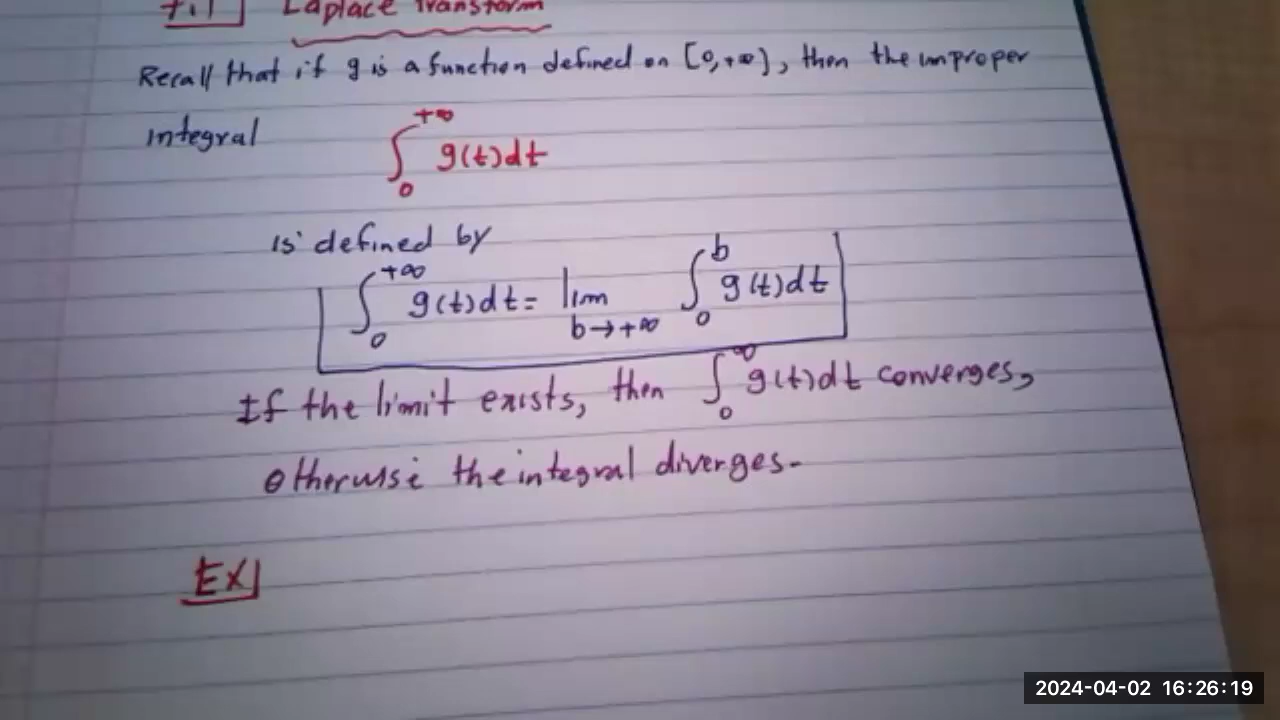 7.1 Laplace Transform
Recall that if g is a function defined on [0,+∞), then the improper
integral
∫₀^{+∞} g(t)dt
is defined by
∫₀^{+∞} g(t)dt = lim_{b→+∞} ∫₀^{b} g(t)dt
If the limit exists, then ∫₀^{∞} g(t)dt converges,
otherwise the integral diverges.
EX
2024-04-02 16:26:19